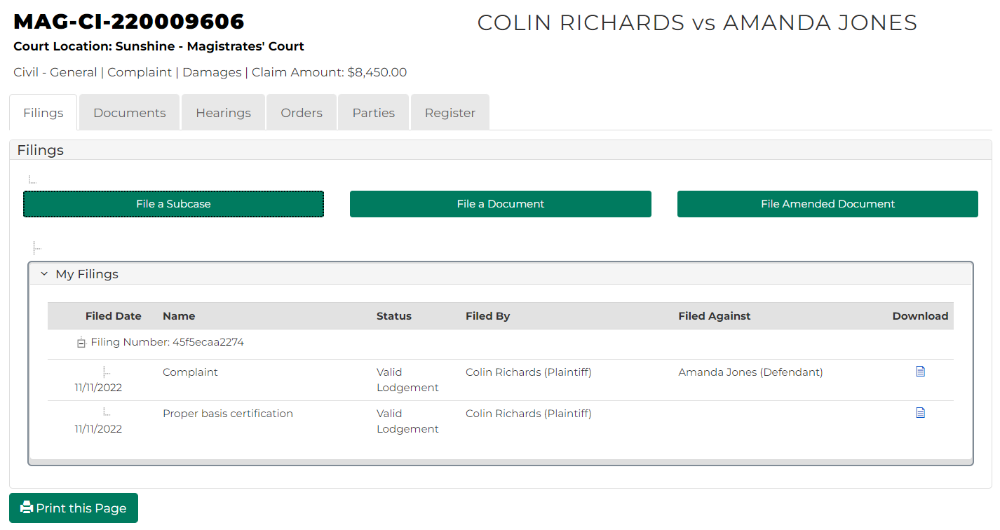 MAG-CI-220009606
COLIN RICHARDS vs AMANDA JONES
Court Location: Sunshine - Magistrates' Court
Civil - General | Complaint | Damages | Claim Amount: $8,450.00
Filings Documents Hearings Orders Parties Register
Filings
File a Subcase File a Document File Amended Document
My Filings
Filed Date Name Status Filed By Filed Against Download
Filing Number: 45f5ecaa2274
Complaint Valid Colin Richards (Plaintiff) Amanda Jones (Defendant)
11/11/2022 Lodgement
Proper basis certification Valid Colin Richards (Plaintiff)
11/11/2022 Lodgement
Print this Page